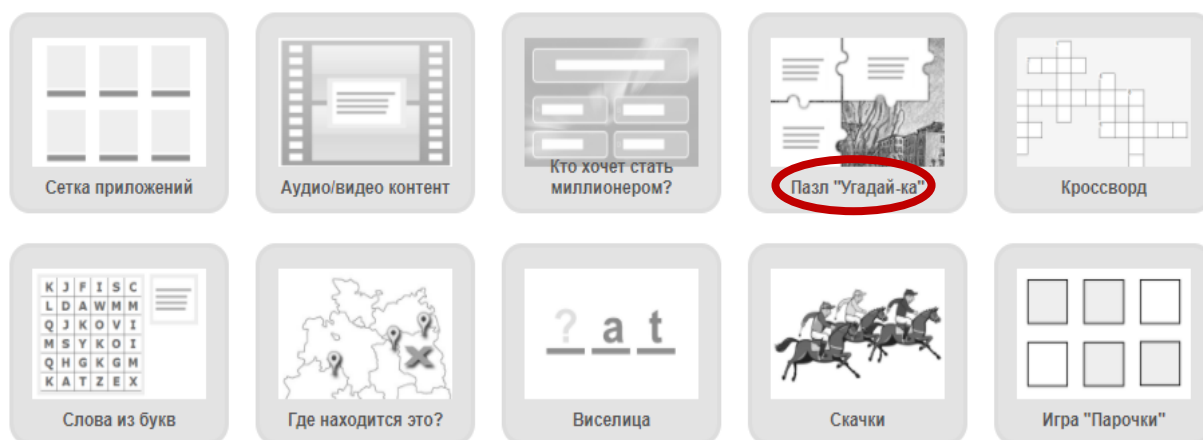 Сетка приложений
Аудио/видео контент
Кто хочет стать
миллионером?
Пазл "Угадай-ка"
Кроссворд
K J F I S C
L D A W M M
Q J K O V I
M S Y K O I
Q H G K G M
K A T Z E X
? a t
Слова из букв
Где находится это?
Виселица
Скачки
Игра "Парочки"